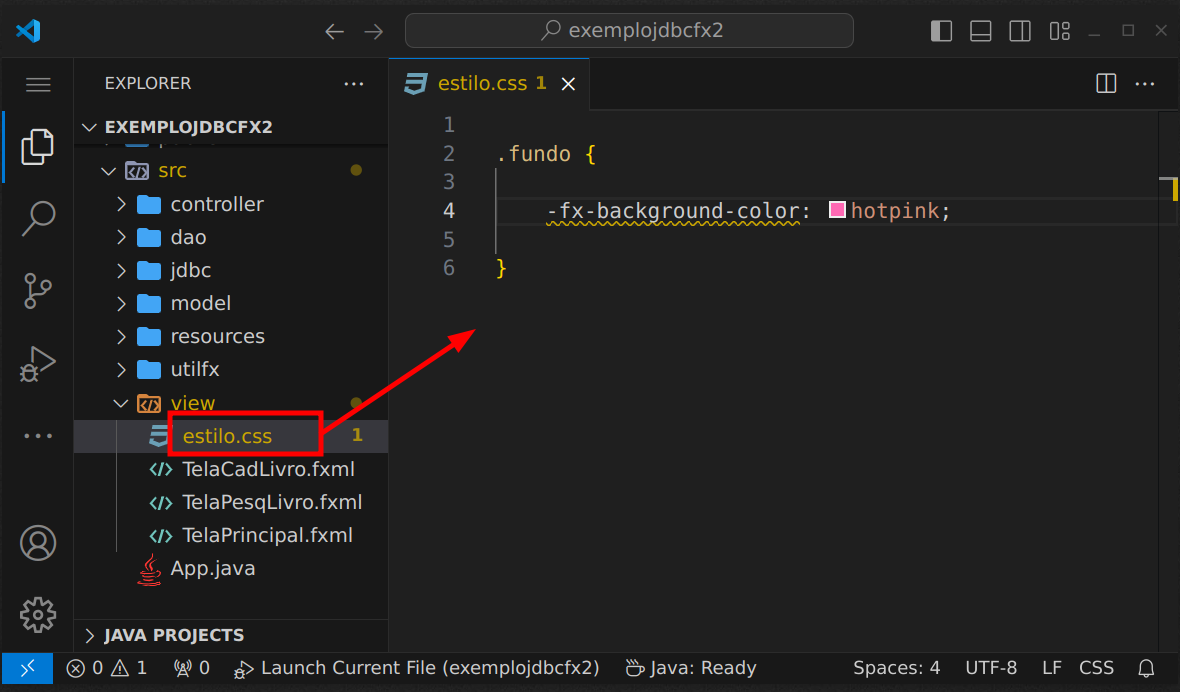 exemplojdbcfx2
EXPLORER
estilo.css 1
EXEMPLOJDBCFX2
src
controller
dao
jdbc
model
resources
utilfx
view
estilo.css 1
TelaCadLivro.fxml
TelaPesqLivro.fxml
TelaPrincipal.fxml
App.java
JAVA PROJECTS
1
2 .fundo {
3
4 -fx-background-color: hotpink;
5
6 }
0 1 0 Launch Current File (exemplojdbcfx2) Java: Ready Spaces: 4 UTF-8 LF CSS